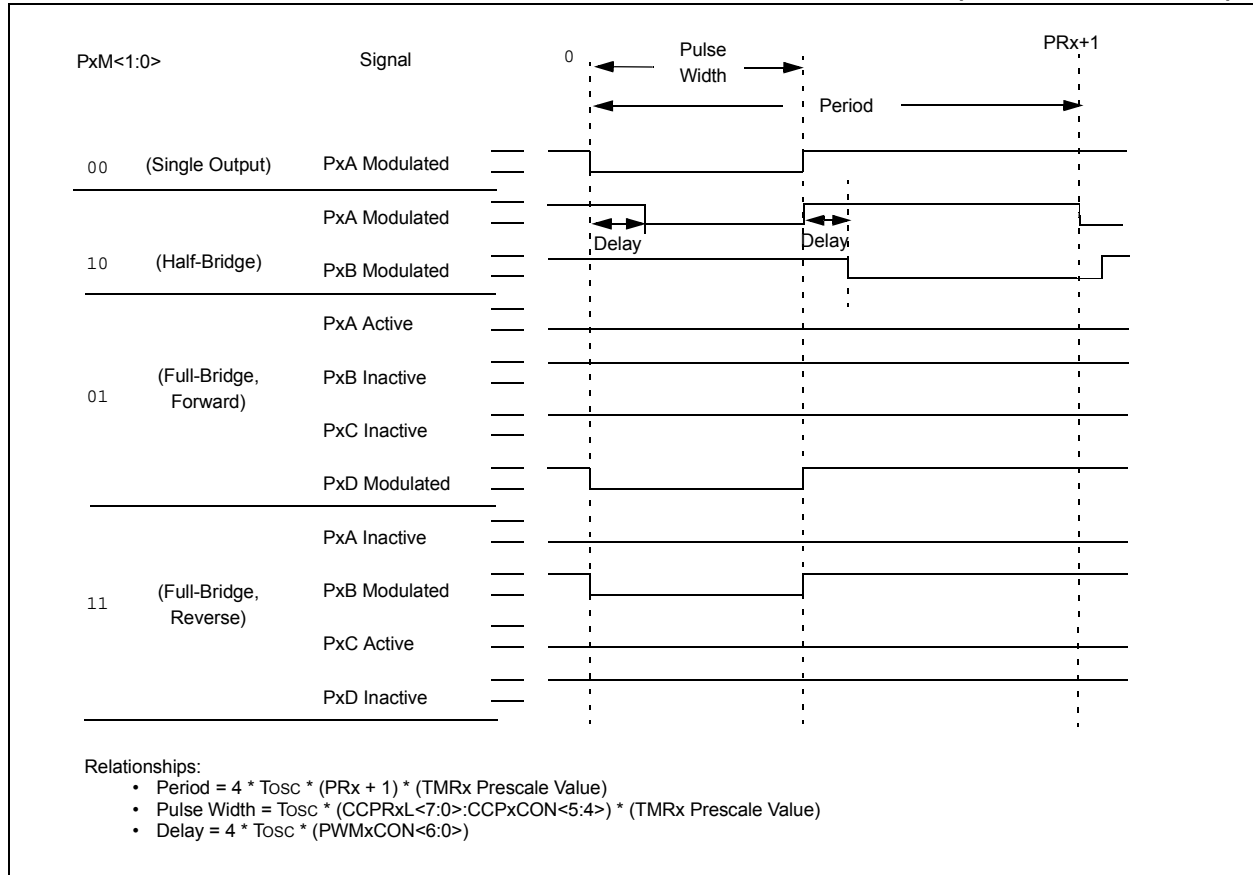 PxM<1:0>
Signal
0
Pulse
Width
PRx+1
Period
00
(Single Output)
PxA Modulated
PxA Modulated
Delay
Delay
10
(Half-Bridge)
PxB Modulated
PxA Active
01
(Full-Bridge,
Forward)
PxB Inactive
PxC Inactive
PxD Modulated
PxA Inactive
11
(Full-Bridge,
Reverse)
PxB Modulated
PxC Active
PxD Inactive
Relationships:
• Period = 4 * TOSC * (PRx + 1) * (TMRx Prescale Value)
• Pulse Width = TOSC * (CCPRxL<7:0>:CCPxCON<5:4>) * (TMRx Prescale Value)
• Delay = 4 * TOSC * (PWMxCON<6:0>)